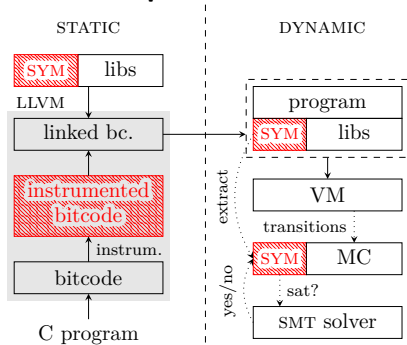 STATIC
SYM libs
LLVM
linked bc.
instrumented
bitcode
instrum.
bitcode
C program
DYNAMIC
program
SYM libs
extract
VM
transitions
SYM MC
yes/no
sat?
SMT solver